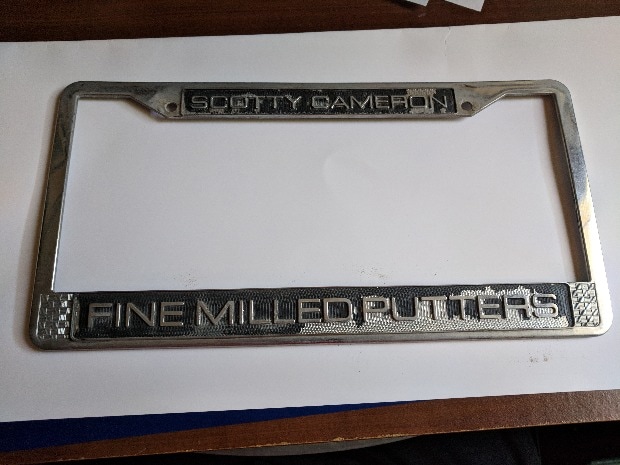 SCOTTY CAMERON
FINE MILLED PUTTERS